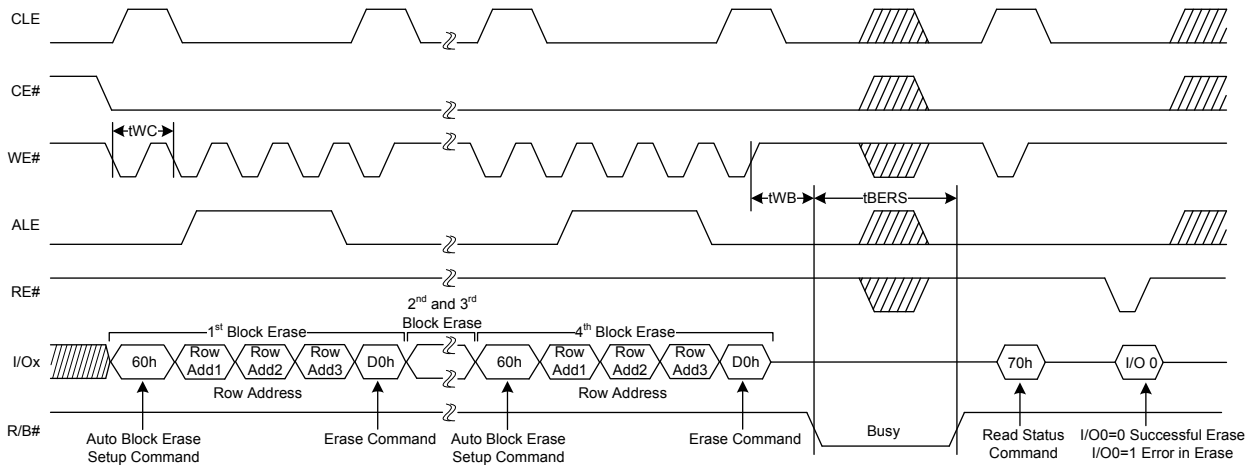 CLE
CE#
tWC
WE#
tWB
tBERS
ALE
RE#
2nd and 3rd
Block Erase
1st Block Erase
4th Block Erase
I/Ox
60h
Row Add1
Row Add2
Row Add3
D0h
60h
Row Add1
Row Add2
Row Add3
D0h
70h
I/O 0
Row Address
Row Address
R/B#
Busy
Auto Block Erase
Setup Command
Erase Command
Auto Block Erase
Setup Command
Erase Command
Read Status
Command
I/O0=0 Successful Erase
I/O0=1 Error in Erase